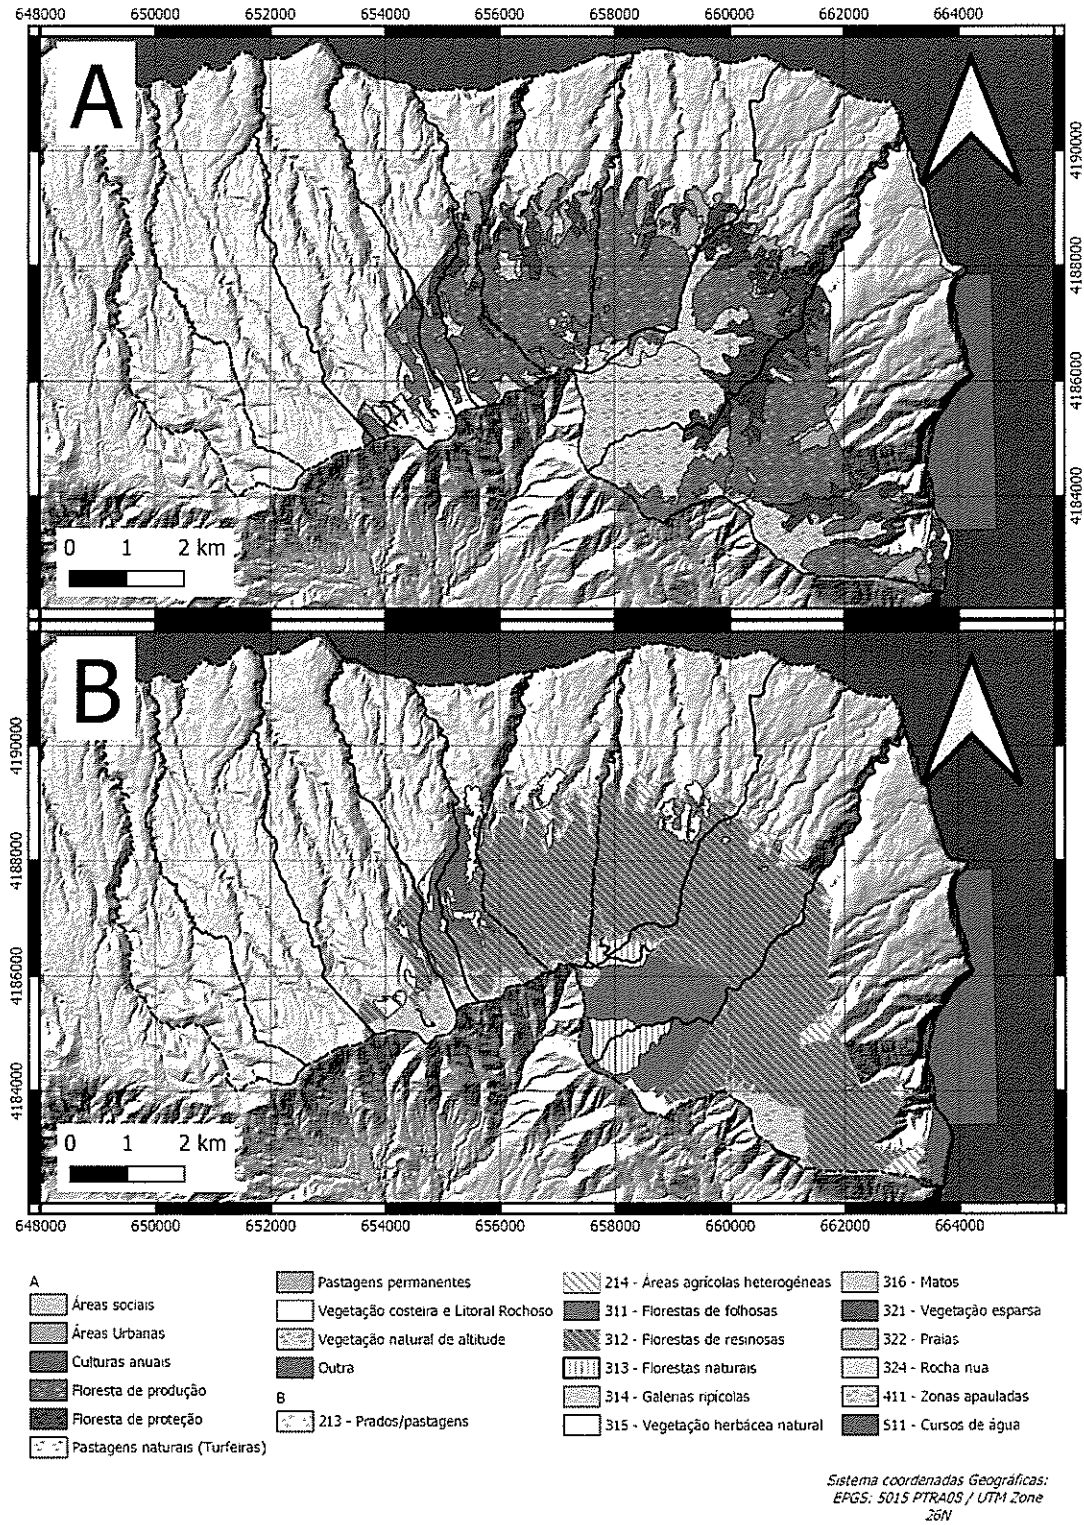 648000 650000 652000 654000 656000 658000 660000 662000 664000
A
4190000
4188000
4186000
4184000
0 1 2 km
B
4190000
4188000
4186000
4184000
0 1 2 km
648000 650000 652000 654000 656000 658000 660000 662000 664000
A
Áreas sociais
Áreas Urbanas
Culturas anuais
Floresta de produção
Floresta de proteção
Pastagens naturais (Turfeiras)
Pastagens permanentes
Vegetação costeira e Litoral Rochoso
Vegetação natural de altitude
Outra
B
213 - Prados/pastagens
214 - Áreas agrícolas heterogéneas
311 - Florestas de folhosas
312 - Florestas de resinosas
313 - Florestas naturais
314 - Galerias ripícolas
315 - Vegetação herbácea natural
316 - Matos
321 - Vegetação esparsa
322 - Praias
324 - Rocha nua
411 - Zonas apauladas
511 - Cursos de água
Sistema coordenadas Geográficas:
EPGS: 5015 PTRA08 / UTM Zone
26N